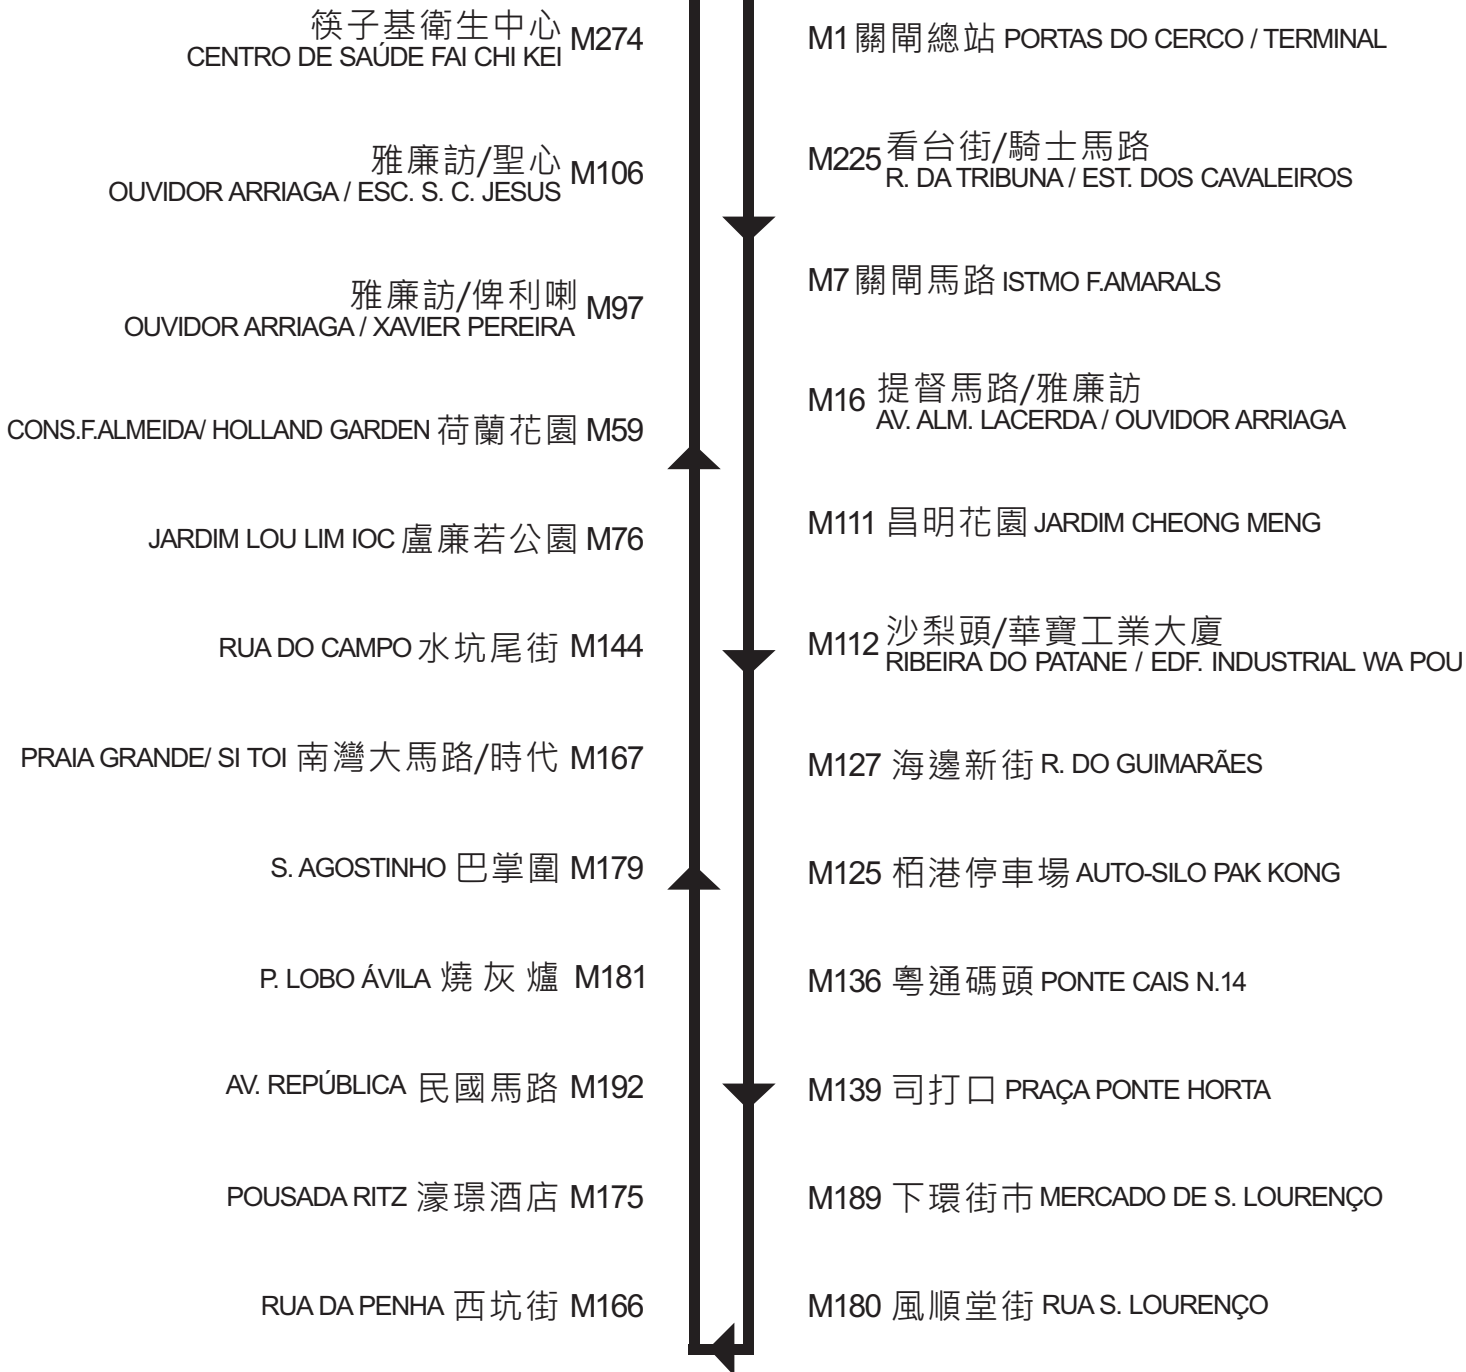 筷子基衛生中心 M274
CENTRO DE SAÚDE FAI CHI KEI
雅廉訪/聖心 M106
OUVIDOR ARRIAGA / ESC. S. C. JESUS
雅廉訪/俾利喇 M97
OUVIDOR ARRIAGA / XAVIER PEREIRA
CONS.F.ALMEIDA/ HOLLAND GARDEN 荷蘭花園 M59
JARDIM LOU LIM IOC 盧廉若公園 M76
RUA DO CAMPO 水坑尾街 M144
PRAIA GRANDE/ SI TOI 南灣大馬路/時代 M167
S. AGOSTINHO 巴掌圍 M179
P. LOBO ÁVILA 燒灰爐 M181
AV. REPÚBLICA 民國馬路 M192
POUSADA RITZ 濠璟酒店 M175
RUA DA PENHA 西坑街 M166
M1 關閘總站 PORTAS DO CERCO / TERMINAL
M225 看台街/騎士馬路
R. DA TRIBUNA / EST. DOS CAVALEIROS
M7 關閘馬路 ISTMO F.AMARALS
M16 提督馬路/雅廉訪
AV. ALM. LACERDA / OUVIDOR ARRIAGA
M111 昌明花園 JARDIM CHEONG MENG
M112 沙梨頭/華寶工業大廈
RIBEIRA DO PATANE / EDF. INDUSTRIAL WA POU
M127 海邊新街 R. DO GUIMARÃES
M125 栢港停車場 AUTO-SILO PAK KONG
M136 粵通碼頭 PONTE CAIS N.14
M139 司打口 PRAÇA PONTE HORTA
M189 下環街市 MERCADO DE S. LOURENÇO
M180 風順堂街 RUA S. LOURENÇO